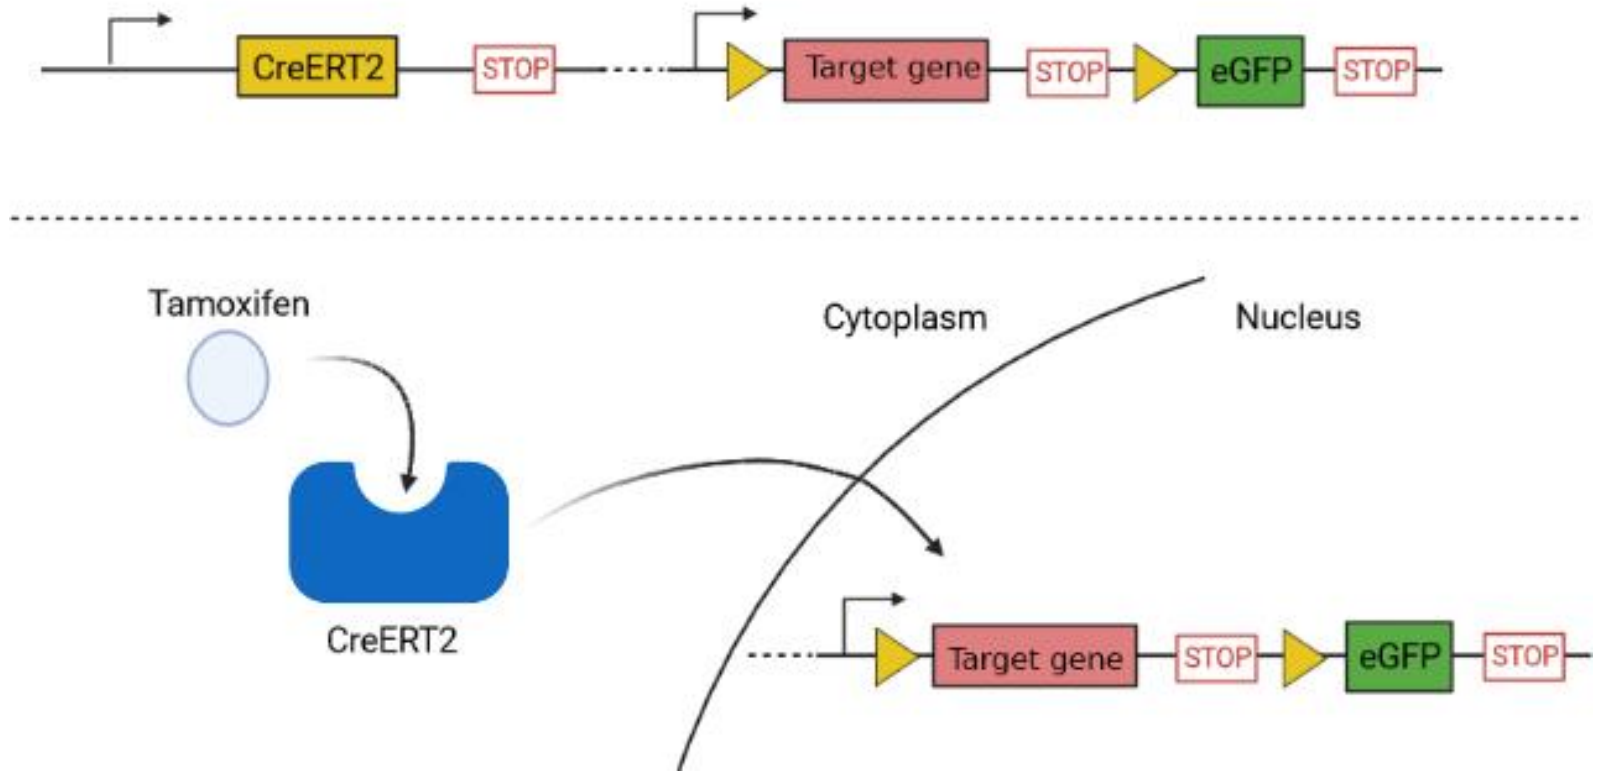 CreERT2 STOP Target gene STOP eGFP STOP
Tamoxifen
Cytoplasm Nucleus
CreERT2
Target gene STOP eGFP STOP